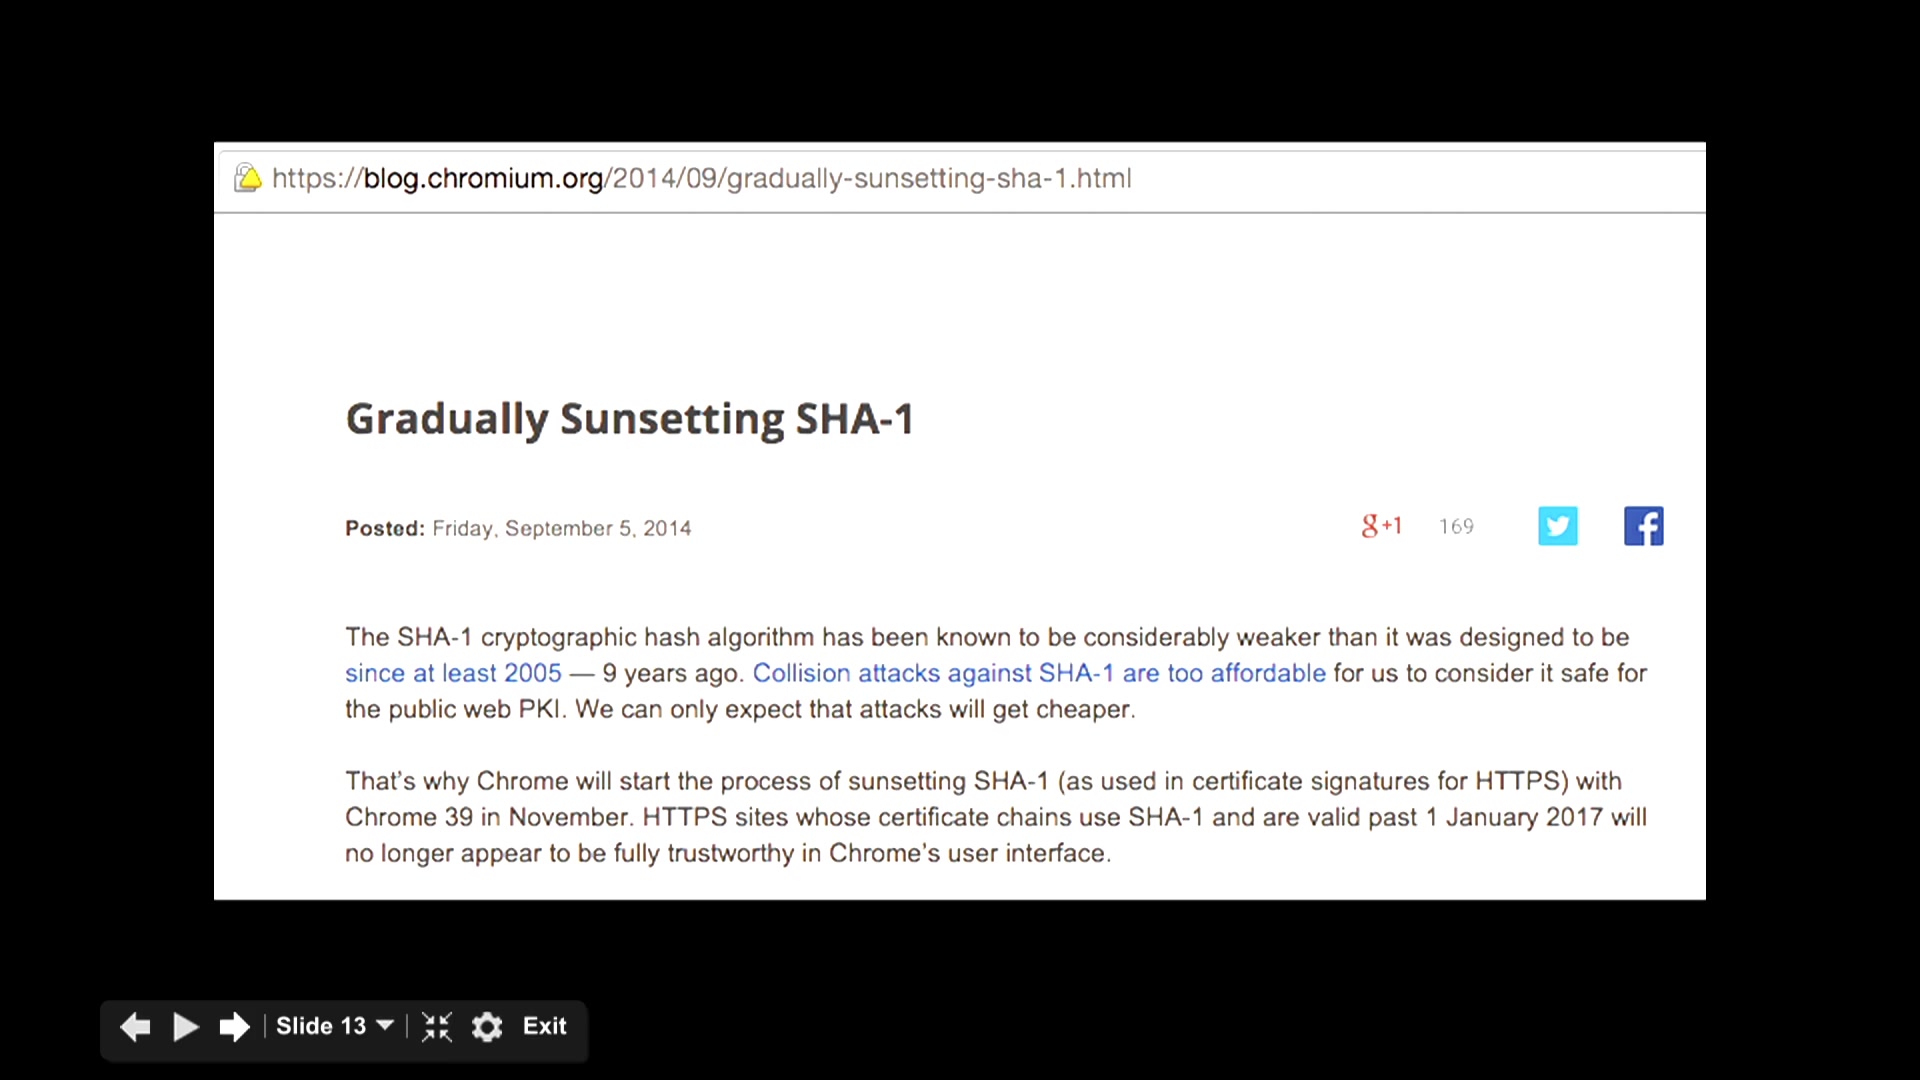 https://blog.chromium.org/2014/09/gradually-sunsetting-sha-1.html
Gradually Sunsetting SHA-1
Posted: Friday, September 5, 2014
g+1 169
The SHA-1 cryptographic hash algorithm has been known to be considerably weaker than it was designed to be
since at least 2005 — 9 years ago. Collision attacks against SHA-1 are too affordable for us to consider it safe for
the public web PKI. We can only expect that attacks will get cheaper.
That’s why Chrome will start the process of sunsetting SHA-1 (as used in certificate signatures for HTTPS) with
Chrome 39 in November. HTTPS sites whose certificate chains use SHA-1 and are valid past 1 January 2017 will
no longer appear to be fully trustworthy in Chrome’s user interface.
Slide 13 Exit